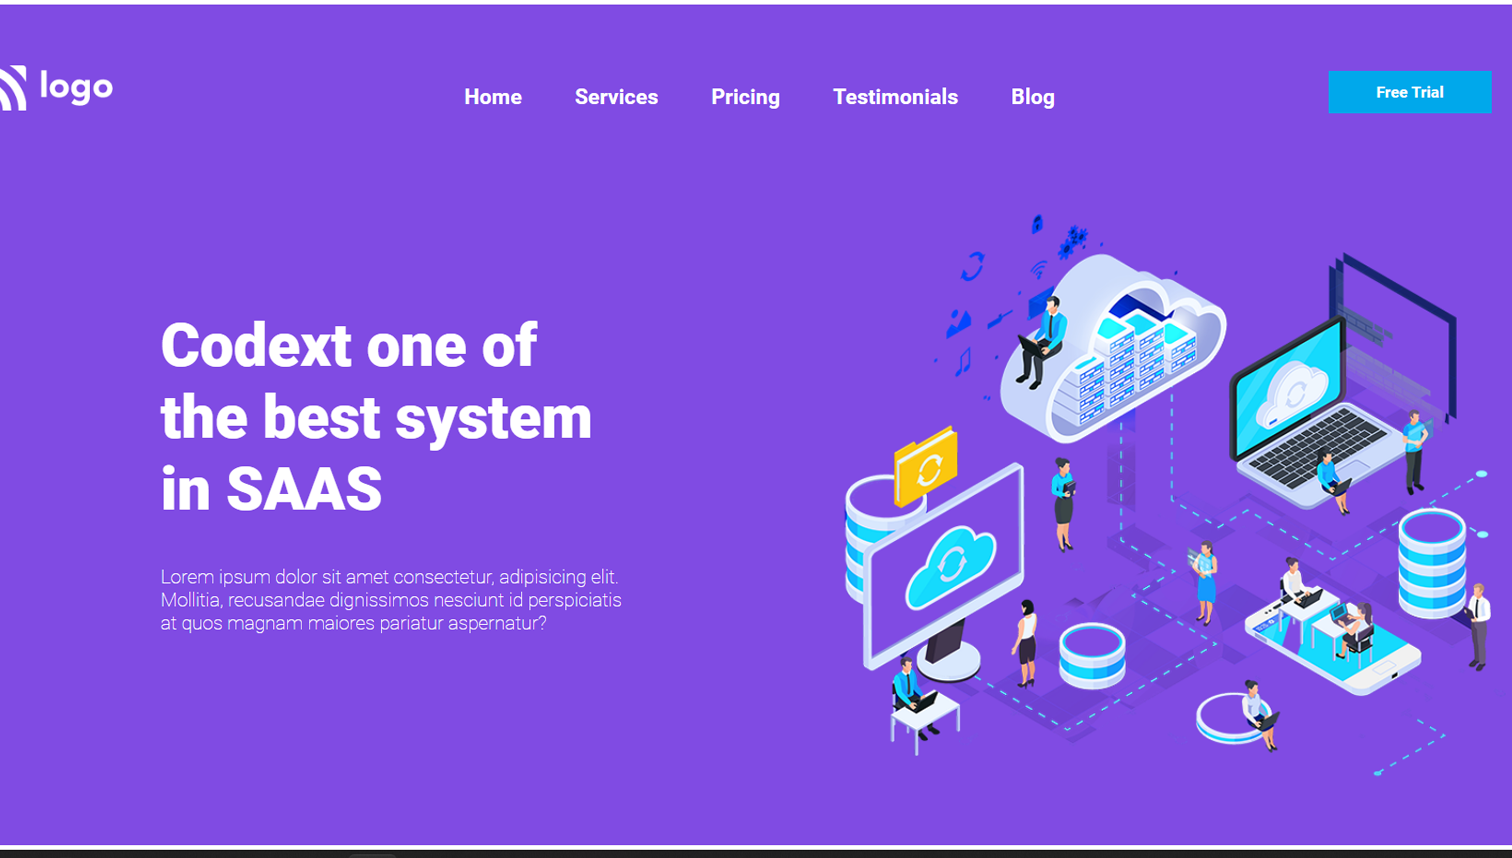 logo
Home Services Pricing Testimonials Blog
Free Trial
Codext one of
the best system
in SAAS
Lorem ipsum dolor sit amet consectetur, adipisicing elit.
Mollitia, recusandae dignissimos nesciunt id perspiciatis
at quos magnam maiores pariatur aspernatur?